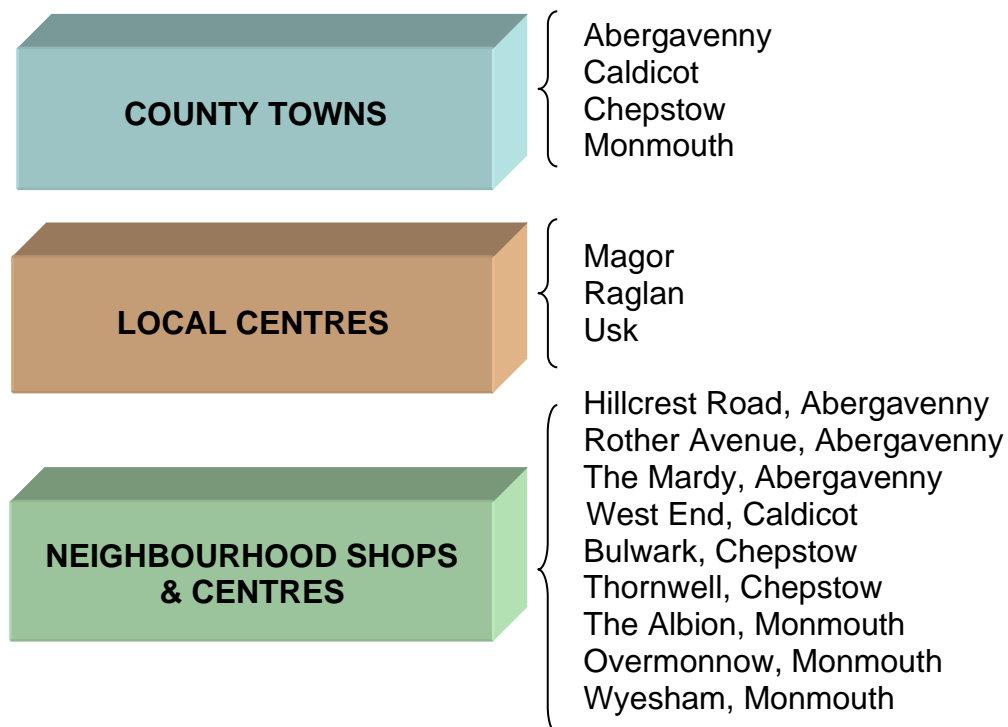 COUNTY TOWNS
Abergavenny
Caldicot
Chepstow
Monmouth
LOCAL CENTRES
Magor
Raglan
Usk
NEIGHBOURHOOD SHOPS
& CENTRES
Hillcrest Road, Abergavenny
Rother Avenue, Abergavenny
The Mardy, Abergavenny
West End, Caldicot
Bulwark, Chepstow
Thornwell, Chepstow
The Albion, Monmouth
Overmonnow, Monmouth
Wyesham, Monmouth